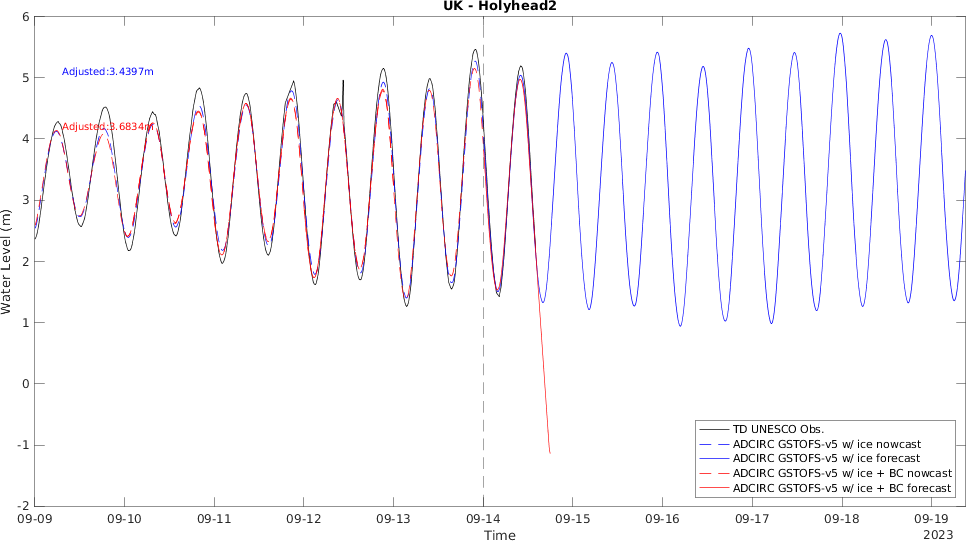 UK - Holyhead2
Water Level (m)
6
5
4
3
2
1
0
-1
-2
Adjusted:3.4397m
Adjusted:3.6834m
TD UNESCO Obs.
ADCIRC GSTOFS-v5 w/ ice nowcast
ADCIRC GSTOFS-v5 w/ ice forecast
ADCIRC GSTOFS-v5 w/ ice + BC nowcast
ADCIRC GSTOFS-v5 w/ ice + BC forecast
09-09 09-10 09-11 09-12 09-13 09-14 09-15 09-16 09-17 09-18 09-19
Time
2023